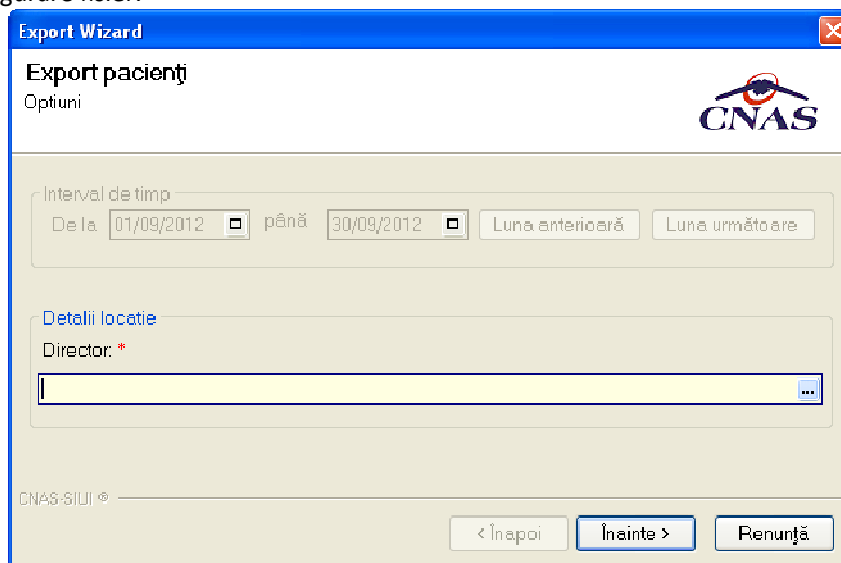 Export Wizard
Export pacienţi
Optiuni
CNAS
Interval de timp
De la 01/09/2012 până 30/09/2012 Luna anterioară Luna următoare
Detalii locatie
Director: *
...
CNAS-SIUI ©
< Înapoi Înainte > Renunţă